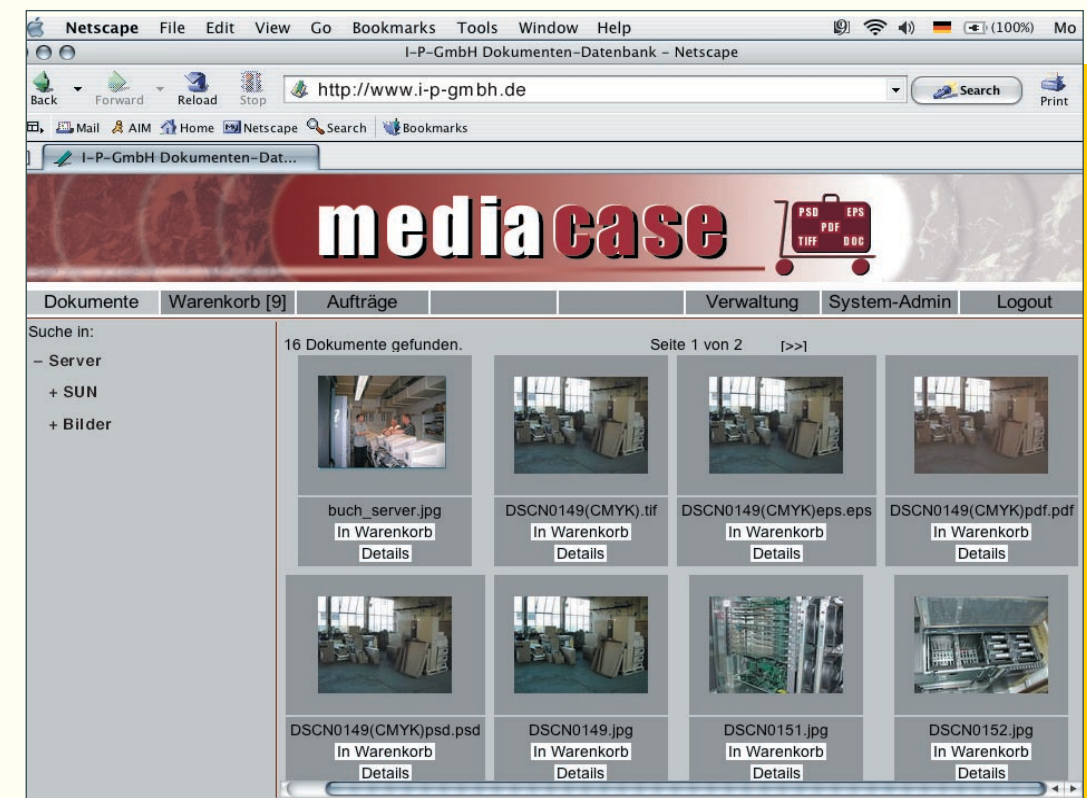 Netscape File Edit View Go Bookmarks Tools Window Help (100%) Mo
I-P-GmbH Dokumenten-Datenbank – Netscape
Back Forward Reload Stop http://www.i-p-gmbh.de Search Print
Mail AIM Home Netscape Search Bookmarks
I-P-GmbH Dokumenten-Dat...
mediacase
PSD EPS
PDF
TIFF DOC
Dokumente Warenkorb [9] Aufträge Verwaltung System-Admin Logout
Suche in:
– Server
+ SUN
+ Bilder
16 Dokumente gefunden. Seite 1 von 2 [>>]
buch_server.jpg DSCN0149(CMYK).tif DSCN0149(CMYK)eps.eps DSCN0149(CMYK)pdf.pdf
In Warenkorb In Warenkorb In Warenkorb In Warenkorb
Details Details Details Details
DSCN0149(CMYK)psd.psd DSCN0149.jpg DSCN0151.jpg DSCN0152.jpg
In Warenkorb In Warenkorb In Warenkorb In Warenkorb
Details Details Details Details